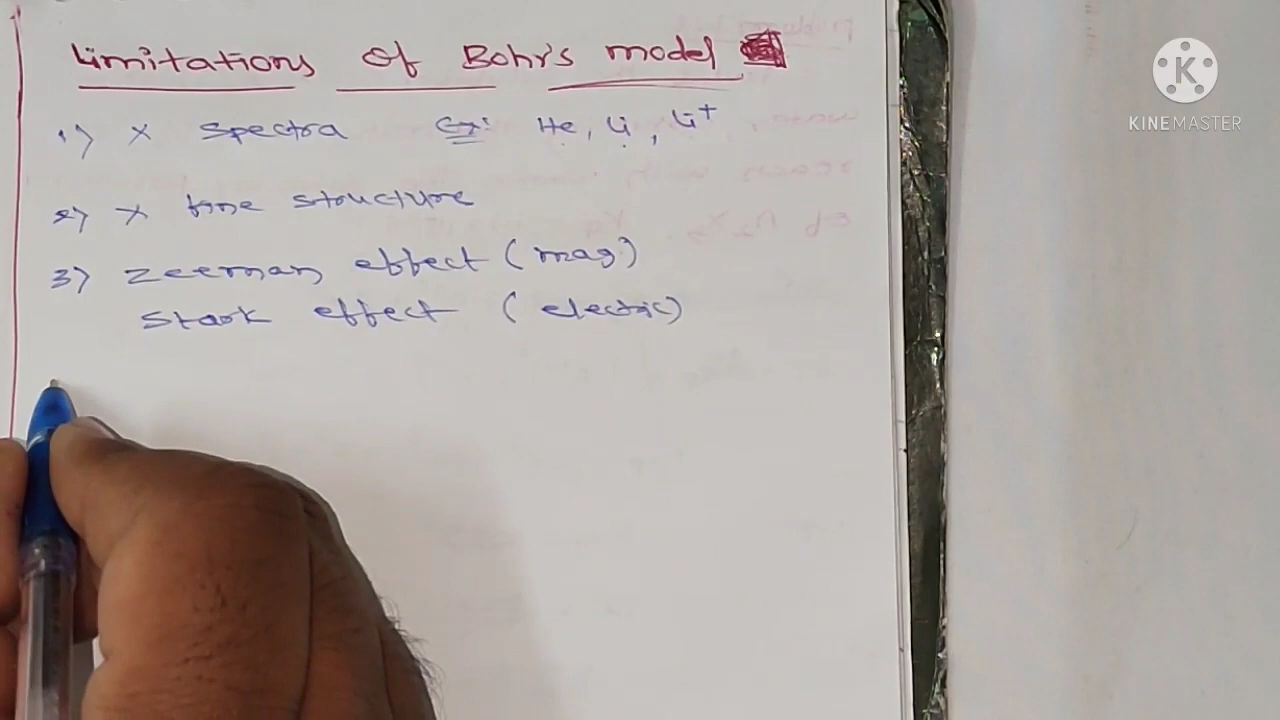 Limitations of Bohr's model
1) × spectra Ex: He, Li, Li+
2) × fine structure
3) Zeeman effect (mag)
Stark effect (electric)
K
KINEMASTER